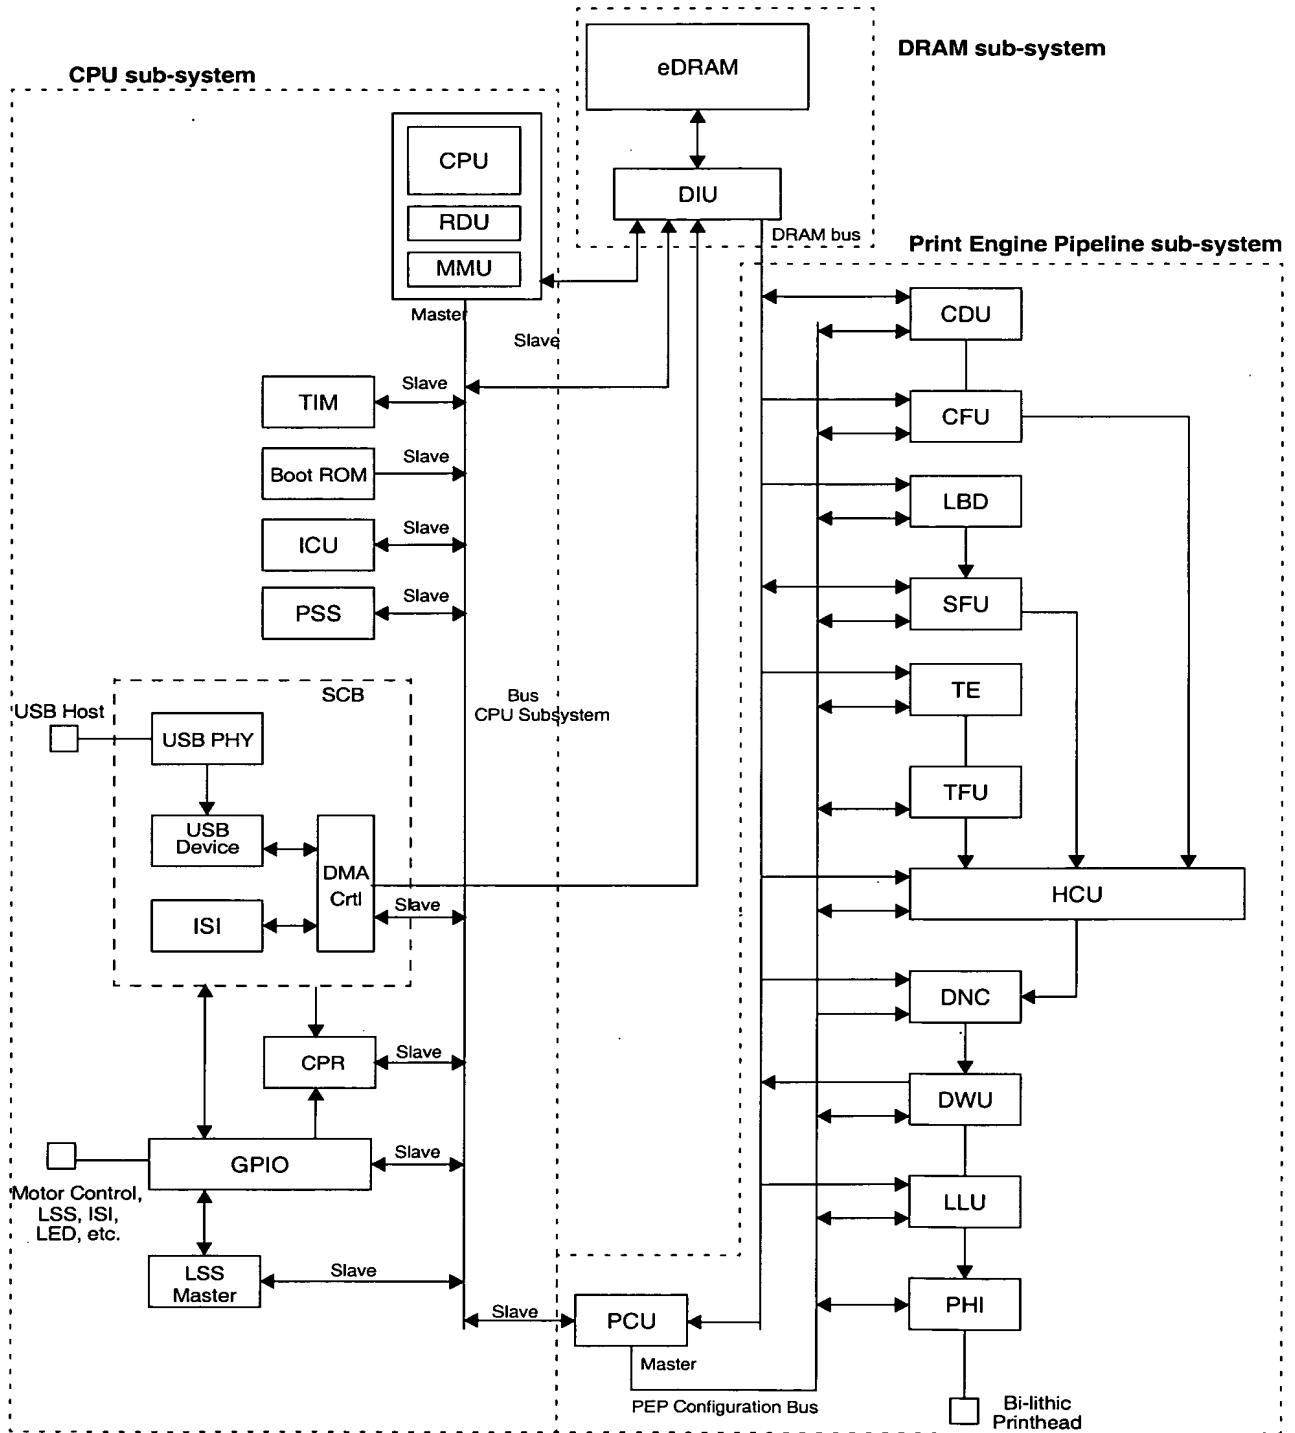 DRAM sub-system
CPU sub-system
eDRAM
CPU
RDU
MMU
DIU
DRAM bus
Print Engine Pipeline sub-system
Master
Slave
CDU
TIM
Slave
CFU
Boot ROM
Slave
LBD
ICU
Slave
PSS
Slave
SFU
SCB
TE
USB Host
USB PHY
Bus
CPU Subsystem
TFU
USB
Device
DMA
Crtl
HCU
ISI
Slave
DNC
CPR
Slave
DWU
GPIO
Slave
Motor Control,
LSS, ISI,
LED, etc.
LLU
LSS
Master
Slave
Slave
PCU
PHI
Master
PEP Configuration Bus
Bi-lithic
Printhead